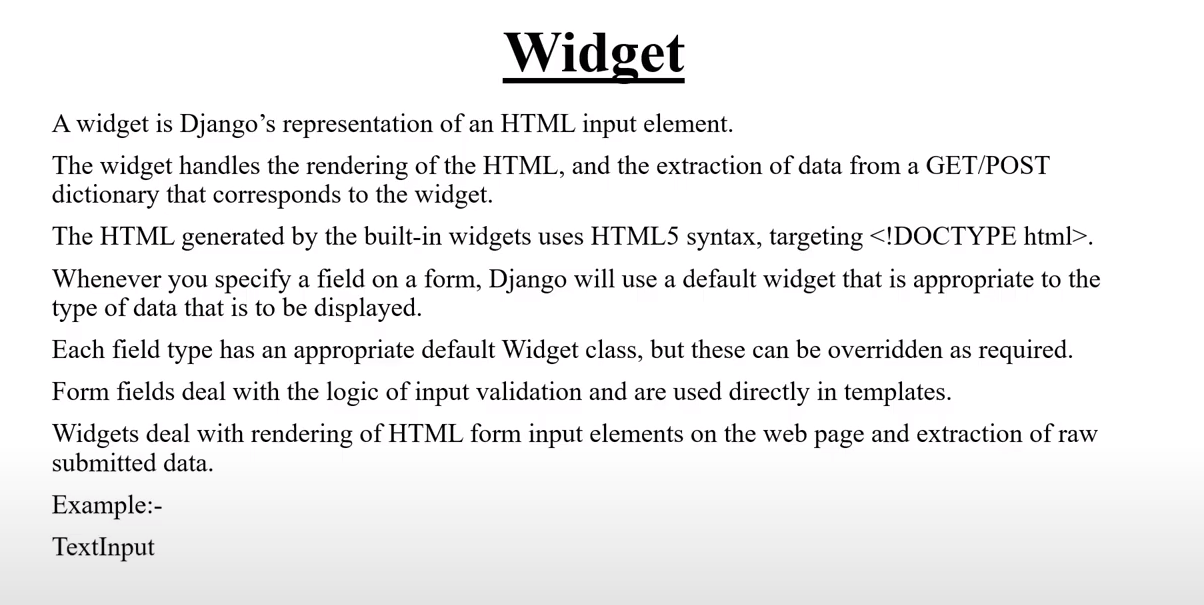 Widget
A widget is Django’s representation of an HTML input element.
The widget handles the rendering of the HTML, and the extraction of data from a GET/POST
dictionary that corresponds to the widget.
The HTML generated by the built-in widgets uses HTML5 syntax, targeting <!DOCTYPE html>.
Whenever you specify a field on a form, Django will use a default widget that is appropriate to the
type of data that is to be displayed.
Each field type has an appropriate default Widget class, but these can be overridden as required.
Form fields deal with the logic of input validation and are used directly in templates.
Widgets deal with rendering of HTML form input elements on the web page and extraction of raw
submitted data.
Example:-
TextInput